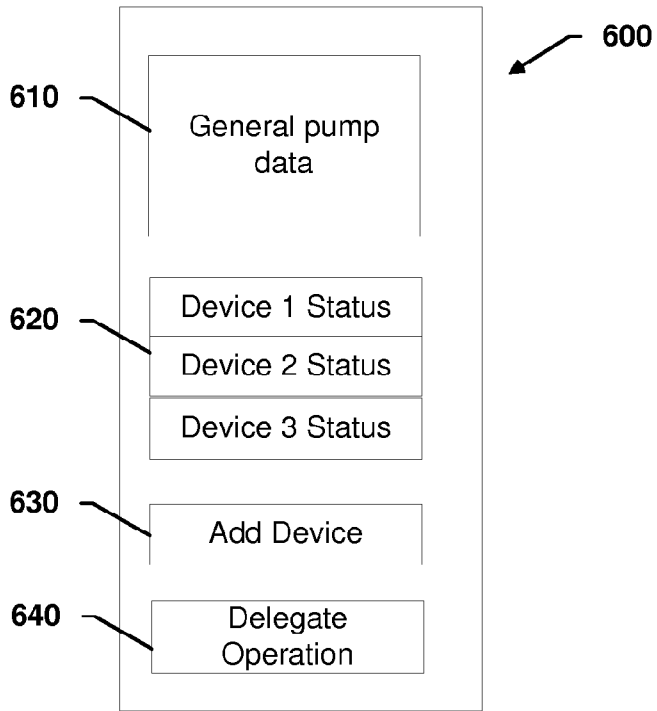 600
610
General pump
data
620
Device 1 Status
Device 2 Status
Device 3 Status
630
Add Device
640
Delegate
Operation